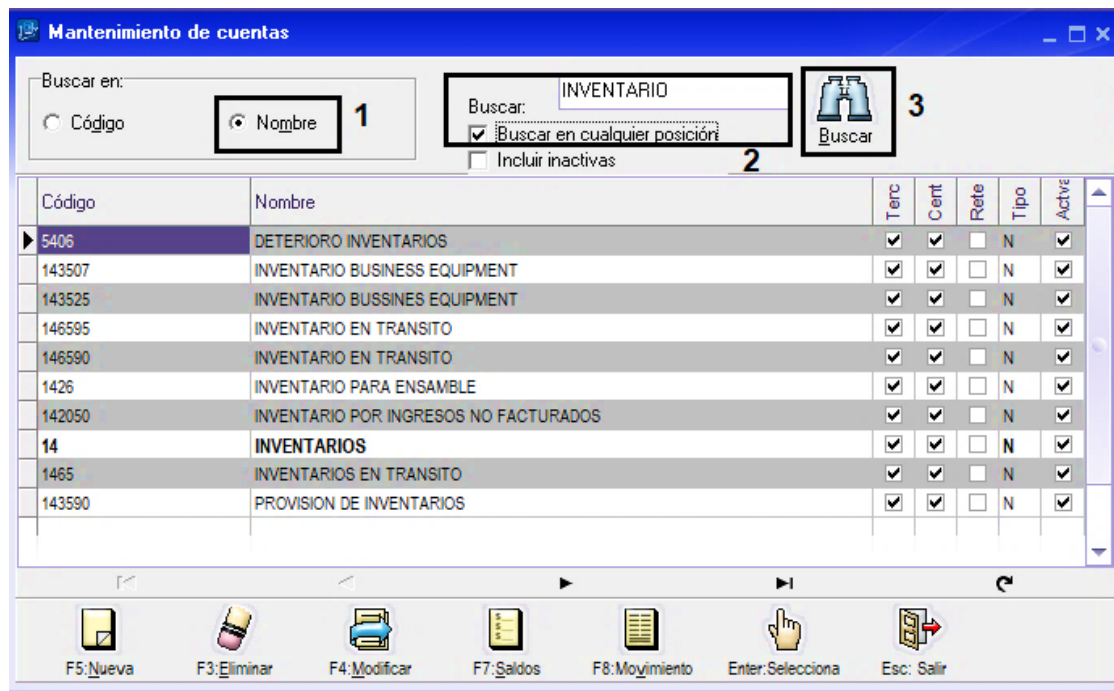 Mantenimiento de cuentas
Buscar en:
Código
Nombre
1
Buscar:
INVENTARIO
Buscar en cualquier posición
Incluir inactivas
2
Buscar
3
Código Nombre Terc Cent Rete Tipo Actva
5406 DETERIORO INVENTARIOS N
143507 INVENTARIO BUSINESS EQUIPMENT N
143525 INVENTARIO BUSSINES EQUIPMENT N
146595 INVENTARIO EN TRANSITO N
146590 INVENTARIO EN TRANSITO N
1426 INVENTARIO PARA ENSAMBLE N
142050 INVENTARIO POR INGRESOS NO FACTURADOS N
14 INVENTARIOS N
1465 INVENTARIOS EN TRANSITO N
143590 PROVISION DE INVENTARIOS N
F5:Nueva F3:Eliminar F4:Modificar F7:Saldos F8:Movimiento Enter:Selecciona Esc: Salir